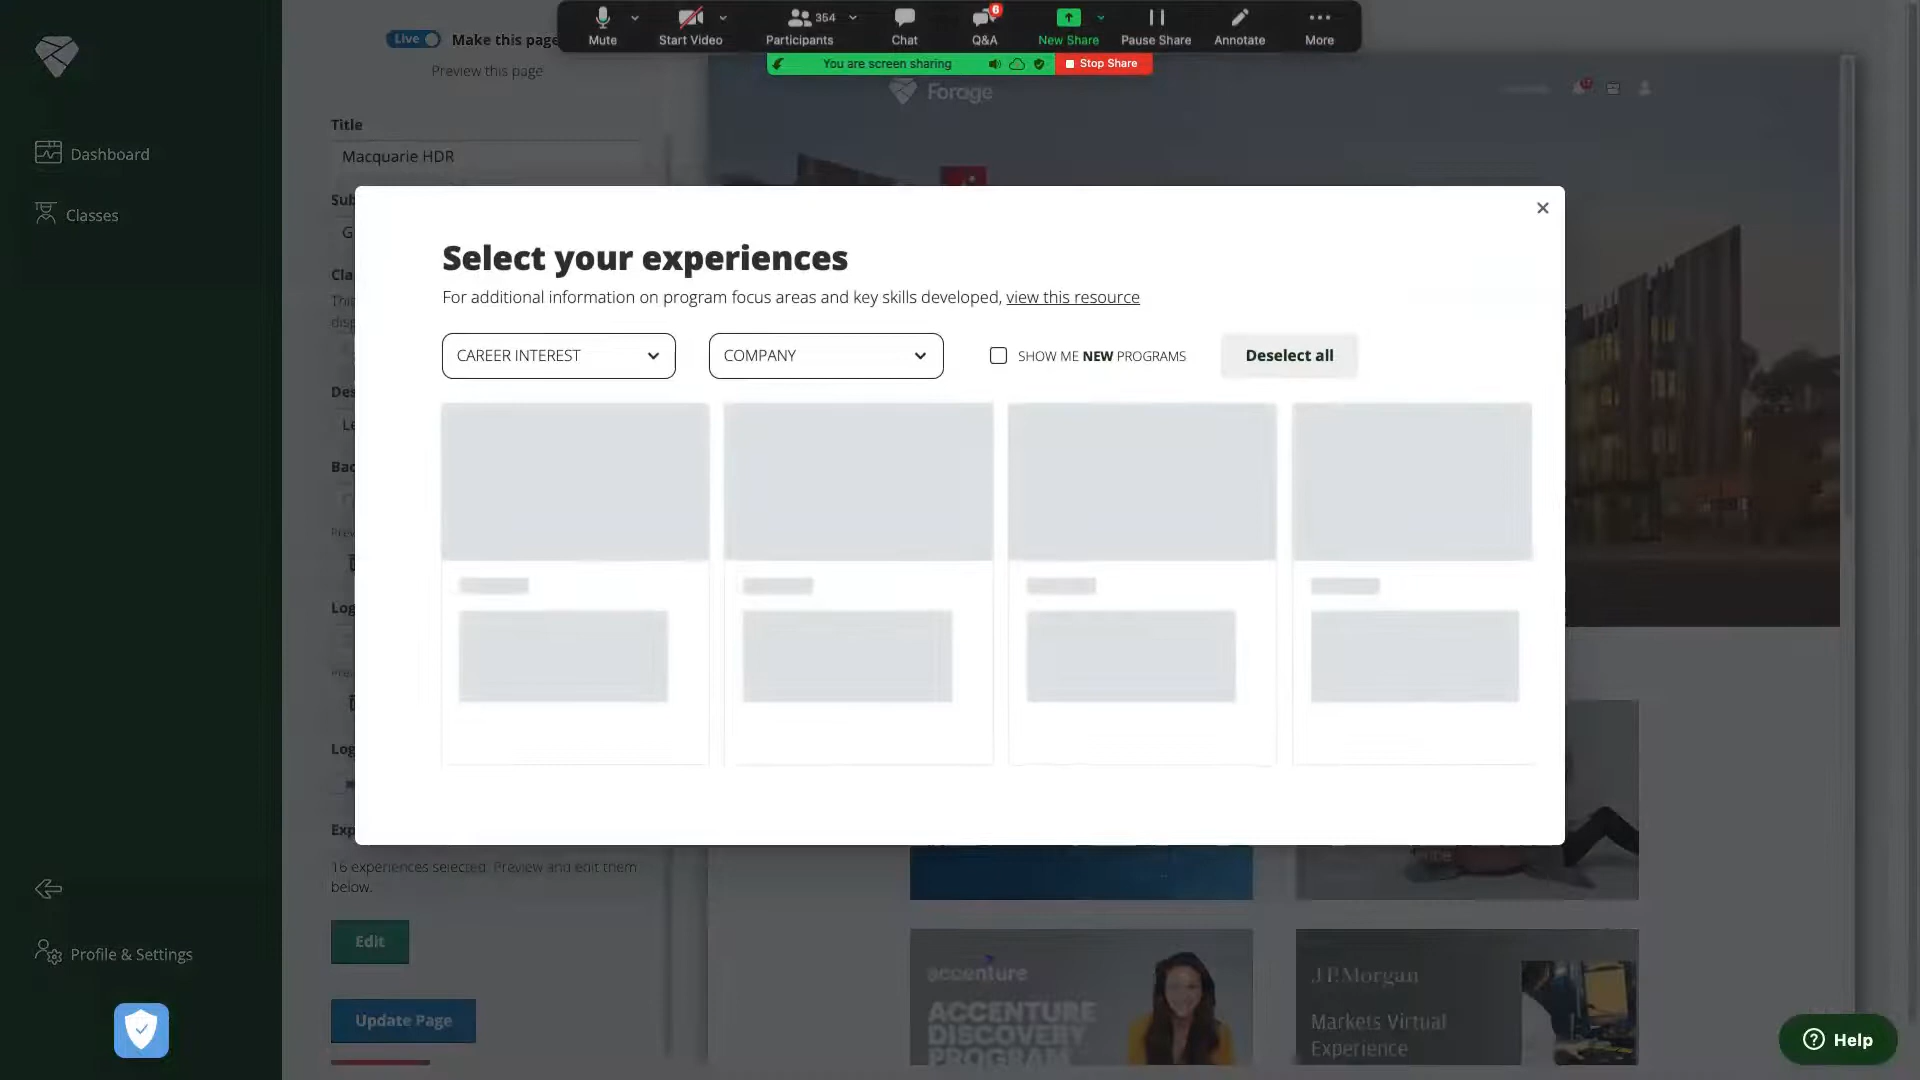 Mute
Start Video
Participants
354
Chat
Q&A
6
New Share
Pause Share
Annotate
More
You are screen sharing
Stop Share
Live
Make this page
Preview this page
Forage
Dashboard
Classes
Title
Macquarie HDR
Select your experiences
For additional information on program focus areas and key skills developed, view this resource
CAREER INTEREST
COMPANY
SHOW ME NEW PROGRAMS
Deselect all
16 experiences selected. Preview and edit them
below.
Edit
Update Page
Profile & Settings
accenture
ACCENTURE
DISCOVERY
PROGRAM
J.P.Morgan
Markets Virtual
Experience
Help